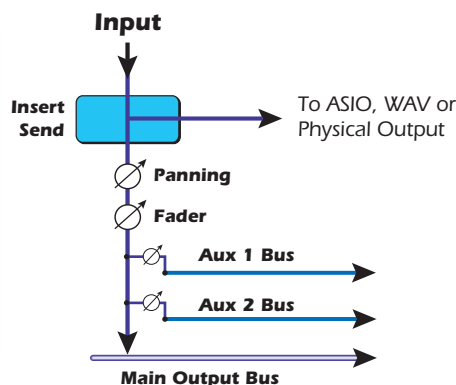 Input
Insert
Send
To ASIO, WAV or
Physical Output
Panning
Fader
Aux 1 Bus
Aux 2 Bus
Main Output Bus